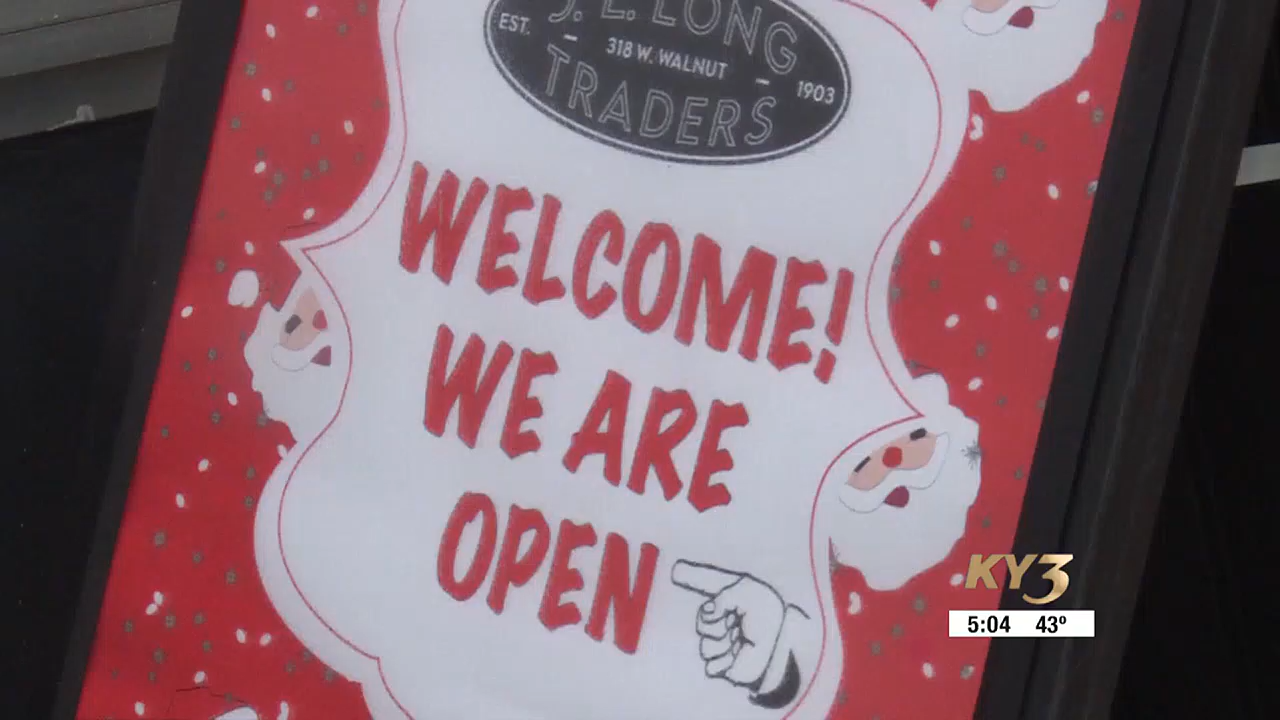 J. L. LONG
EST.
318 W. WALNUT
1903
TRADERS
WELCOME!
WE ARE
OPEN
KY3
5:04 43º